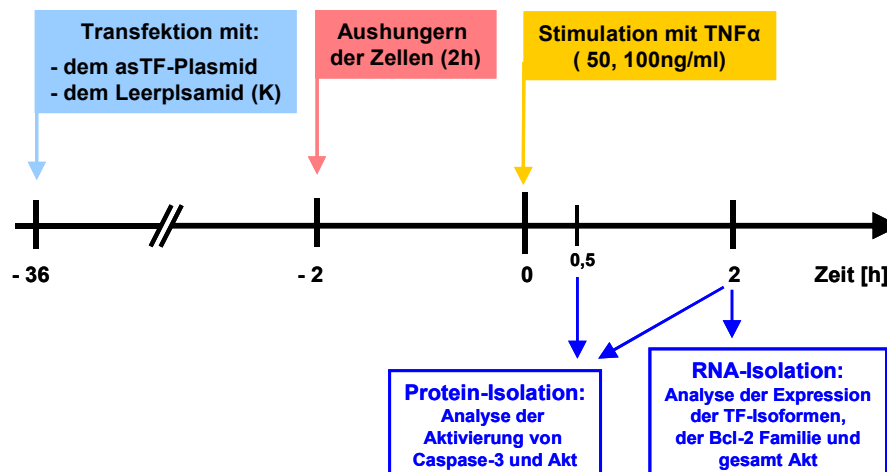 Transfektion mit:
- dem asTF-Plasmid
- dem Leerplsamid (K)
Aushungern
der Zellen (2h)
Stimulation mit TNFα
( 50, 100ng/ml)
- 36
- 2
0
0,5
2
Zeit [h]
Protein-Isolation:
Analyse der
Aktivierung von
Caspase-3 und Akt
RNA-Isolation:
Analyse der Expression
der TF-Isoformen,
der Bcl-2 Familie und
gesamt Akt